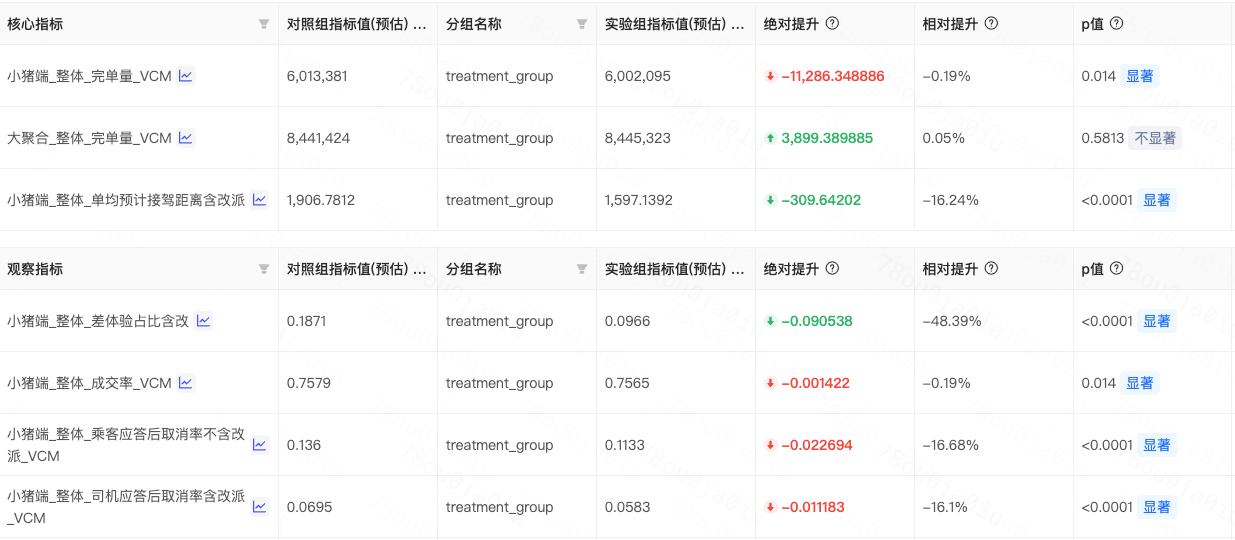 核心指标 对照组指标值(预估) ... 分组名称 实验组指标值(预估) ... 绝对提升 相对提升 p值
小猪端_整体_完单量_VCM 6,013,381 treatment_group 6,002,095 −11,286.348886 −0.19% 0.014 显著
大聚合_整体_完单量_VCM 8,441,424 treatment_group 8,445,323 3,899.389885 0.05% 0.5813 不显著
小猪端_整体_单均预计接驾距离含改派 1,906.7812 treatment_group 1,597.1392 −309.64202 −16.24% <0.0001 显著
观察指标 对照组指标值(预估) ... 分组名称 实验组指标值(预估) ... 绝对提升 相对提升 p值
小猪端_整体_差体验占比含改 0.1871 treatment_group 0.0966 −0.090538 −48.39% <0.0001 显著
小猪端_整体_成交率_VCM 0.7579 treatment_group 0.7565 −0.001422 −0.19% 0.014 显著
小猪端_整体_乘客应答后取消率不含改
派_VCM 0.136 treatment_group 0.1133 −0.022694 −16.68% <0.0001 显著
小猪端_整体_司机应答后取消率含改派
_VCM 0.0695 treatment_group 0.0583 −0.011183 −16.1% <0.0001 显著